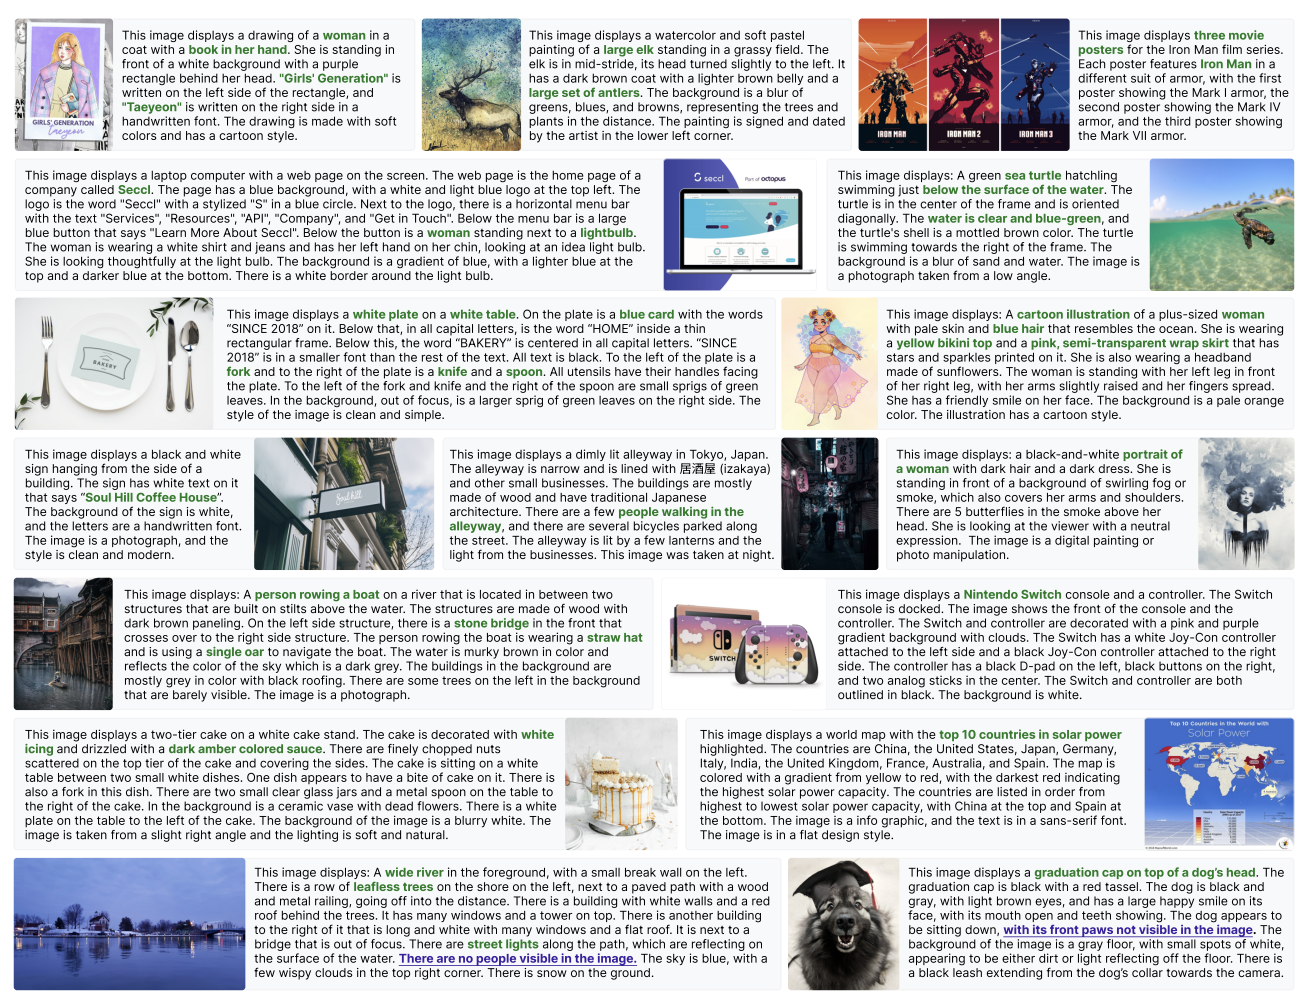 This image displays a drawing of a woman in a
coat with a book in her hand. She is standing in
front of a white background with a purple
rectangle behind her head. "Girls' Generation" is
written on the left side of the rectangle, and
"Taeyeon" is written on the right side in a
handwritten font. The drawing is made with soft
colors and has a cartoon style.
GIRLS' GENERATION
taeyeon
This image displays a watercolor and soft pastel
painting of a large elk standing in a grassy field. The
elk is in mid-stride, its head turned slightly to the left. It
has a dark brown coat with a lighter brown belly and a
large set of antlers. The background is a blur of
greens, blues, and browns, representing the trees and
plants in the distance. The painting is signed and dated
by the artist in the lower left corner.
IRON MAN
IRON MAN 2
IRON MAN 3
This image displays three movie
posters for the Iron Man film series.
Each poster features Iron Man in a
different suit of armor, with the first
poster showing the Mark I armor, the
second poster showing the Mark IV
armor, and the third poster showing
the Mark VII armor.
This image displays a laptop computer with a web page on the screen. The web page is the home page of a
company called Seccl. The page has a blue background, with a white and light blue logo at the top left. The
logo is the word "Seccl" with a stylized "S" in a blue circle. Next to the logo, there is a horizontal menu bar
with the text "Services", "Resources", "API", "Company", and "Get in Touch". Below the menu bar is a large
blue button that says "Learn More About Seccl". Below the button is a woman standing next to a lightbulb.
The woman is wearing a white shirt and jeans and has her left hand on her chin, looking at an idea light bulb.
She is looking thoughtfully at the light bulb. The background is a gradient of blue, with a lighter blue at the
top and a darker blue at the bottom. There is a white border around the light bulb.
seccl
Part of octopus
This image displays: A green sea turtle hatchling
swimming just below the surface of the water. The
turtle is in the center of the frame and is oriented
diagonally. The water is clear and blue-green, and
the turtle's shell is a mottled brown color. The turtle
is swimming towards the right of the frame. The
background is a blur of sand and water. The image is
a photograph taken from a low angle.
BAKERY
This image displays a white plate on a white table. On the plate is a blue card with the words
“SINCE 2018” on it. Below that, in all capital letters, is the word “HOME” inside a thin
rectangular frame. Below this, the word “BAKERY” is centered in all capital letters. “SINCE
2018” is in a smaller font than the rest of the text. All text is black. To the left of the plate is a
fork and to the right of the plate is a knife and a spoon. All utensils have their handles facing
the plate. To the left of the fork and knife and the right of the spoon are small sprigs of green
leaves. In the background, out of focus, is a larger sprig of green leaves on the right side. The
style of the image is clean and simple.
This image displays: A cartoon illustration of a plus-sized woman
with pale skin and blue hair that resembles the ocean. She is wearing
a yellow bikini top and a pink, semi-transparent wrap skirt that has
stars and sparkles printed on it. She is also wearing a headband
made of sunflowers. The woman is standing with her left leg in front
of her right leg, with her arms slightly raised and her fingers spread.
She has a friendly smile on her face. The background is a pale orange
color. The illustration has a cartoon style.
This image displays a black and white
sign hanging from the side of a
building. The sign has white text on it
that says “Soul Hill Coffee House”.
The background of the sign is white,
and the letters are a handwritten font.
The image is a photograph, and the
style is clean and modern.
Soul hill
This image displays a dimly lit alleyway in Tokyo, Japan.
The alleyway is narrow and is lined with 居酒屋 (izakaya)
and other small businesses. The buildings are mostly
made of wood and have traditional Japanese
architecture. There are a few people walking in the
alleyway, and there are several bicycles parked along
the street. The alleyway is lit by a few lanterns and the
light from the businesses. This image was taken at night.
This image displays: a black-and-white portrait of
a woman with dark hair and a dark dress. She is
standing in front of a background of swirling fog or
smoke, which also covers her arms and shoulders.
There are 5 butterflies in the smoke above her
head. She is looking at the viewer with a neutral
expression. The image is a digital painting or
photo manipulation.
This image displays: A person rowing a boat on a river that is located in between two
structures that are built on stilts above the water. The structures are made of wood with
dark brown paneling. On the left side structure, there is a stone bridge in the front that
crosses over to the right side structure. The person rowing the boat is wearing a straw hat
and is using a single oar to navigate the boat. The water is murky brown in color and
reflects the color of the sky which is a dark grey. The buildings in the background are
mostly grey in color with black roofing. There are some trees on the left in the background
that are barely visible. The image is a photograph.
SWITCH
This image displays a Nintendo Switch console and a controller. The Switch
console is docked. The image shows the front of the console and the
controller. The Switch and controller are decorated with a pink and purple
gradient background with clouds. The Switch has a white Joy-Con controller
attached to the left side and a black Joy-Con controller attached to the right
side. The controller has a black D-pad on the left, black buttons on the right,
and two analog sticks in the center. The Switch and controller are both
outlined in black. The background is white.
This image displays a two-tier cake on a white cake stand. The cake is decorated with white
icing and drizzled with a dark amber colored sauce. There are finely chopped nuts
scattered on the top tier of the cake and covering the sides. The cake is sitting on a white
table between two small white dishes. One dish appears to have a bite of cake on it. There is
also a fork in this dish. There are two small clear glass jars and a metal spoon on the table to
the right of the cake. In the background is a ceramic vase with dead flowers. There is a white
plate on the table to the left of the cake. The background of the image is a blurry white. The
image is taken from a slight right angle and the lighting is soft and natural.
This image displays a world map with the top 10 countries in solar power
highlighted. The countries are China, the United States, Japan, Germany,
Italy, India, the United Kingdom, France, Australia, and Spain. The map is
colored with a gradient from yellow to red, with the darkest red indicating
the highest solar power capacity. The countries are listed in order from
highest to lowest solar power capacity, with China at the top and Spain at
the bottom. The image is a info graphic, and the text is in a sans-serif font.
The image is in a flat design style.
Top 10 Countries in the World with
Solar Power
This image displays: A wide river in the foreground, with a small break wall on the left.
There is a row of leafless trees on the shore on the left, next to a paved path with a wood
and metal railing, going off into the distance. There is a building with white walls and a red
roof behind the trees. It has many windows and a tower on top. There is another building
to the right of it that is long and white with many windows and a flat roof. It is next to a
bridge that is out of focus. There are street lights along the path, which are reflecting on
the surface of the water. There are no people visible in the image. The sky is blue, with a
few wispy clouds in the top right corner. There is snow on the ground.
This image displays a graduation cap on top of a dog’s head. The
graduation cap is black with a red tassel. The dog is black and
gray, with light brown eyes, and has a large happy smile on its
face, with its mouth open and teeth showing. The dog appears to
be sitting down, with its front paws not visible in the image. The
background of the image is a gray floor, with small spots of white,
appearing to be either dirt or light reflecting off the floor. There is
a black leash extending from the dog’s collar towards the camera.